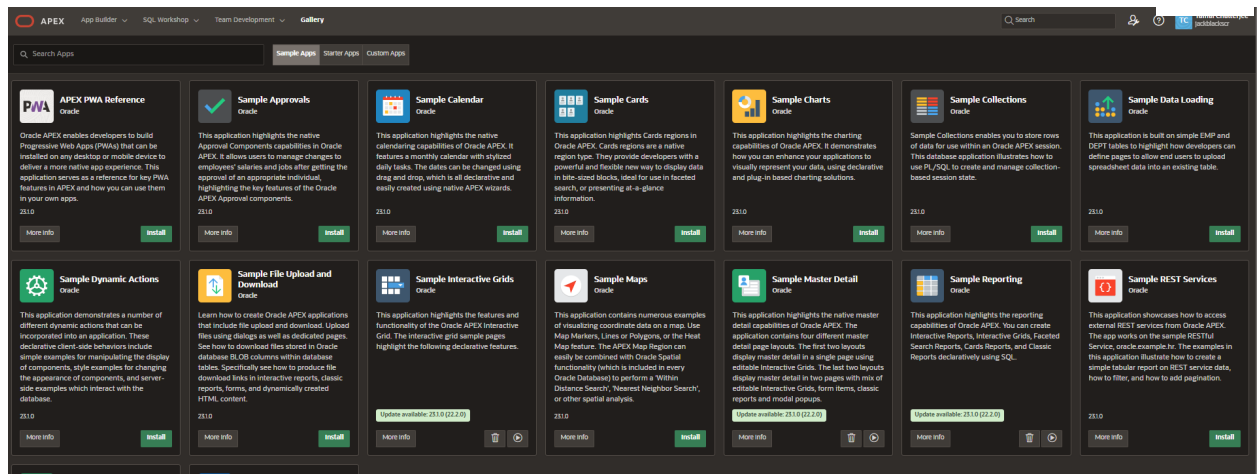 APEX App Builder SQL Workshop Team Development Gallery Search TC
jackblackscr
Search Apps Sample Apps Starter Apps Custom Apps
PWA
APEX PWA Reference
Oracle
Oracle APEX enables developers to build
Progressive Web Apps (PWAs) that can be
installed on any desktop or mobile device to
deliver a more native app experience. This
application serves as a reference for key PWA
features in APEX and how you can use them
in your own apps.
23.1.0
More Info Install
Sample Approvals
Oracle
This application highlights the native
Approval Components capabilities in Oracle
APEX. It allows users to manage changes to
employees' salaries and jobs after getting the
approval of an appropriate individual,
highlighting the key features of the Oracle
APEX Approval components.
23.1.0
More Info Install
Sample Calendar
Oracle
This application highlights the native
calendaring capabilities of Oracle APEX. It
features a monthly calendar with stylized
daily tasks. The dates can be changed using
drag and drop, which is all declarative and
easily created using native APEX wizards.
23.1.0
More Info Install
Sample Cards
Oracle
This application highlights Cards regions in
Oracle APEX. Cards regions are a native
region type. They provide developers with a
powerful and flexible new way to display data
in bite-sized blocks, ideal for use in faceted
search, or presenting at-a-glance
information.
23.1.0
More Info Install
Sample Charts
Oracle
This application highlights the charting
capabilities of Oracle APEX. It demonstrates
how you can enhance your applications to
visually represent your data, using declarative
and plug-in based charting solutions.
23.1.0
More Info Install
Sample Collections
Oracle
Sample Collections enables you to store rows
of data for use within an Oracle APEX session.
This database application illustrates how to
use PL/SQL to create and manage collection-
based session state.
23.1.0
More Info Install
Sample Data Loading
Oracle
This application is built on simple EMP and
DEPT tables to highlight how developers can
define pages to allow end users to upload
spreadsheet data into an existing table.
23.1.0
More Info Install
Sample Dynamic Actions
Oracle
This application demonstrates a number of
different dynamic actions that can be
incorporated into an application. These
declarative client-side behaviors include
simple examples for manipulating the display
of components, style examples for changing
the appearance of components, and server-
side examples which interact with the
database.
23.1.0
More Info Install
Sample File Upload and
Download
Oracle
Learn how to create Oracle APEX applications
that include file upload and download. Upload
files using dialogs as well as dedicated pages.
See how to download files stored in Oracle
database BLOB columns within database
tables. Specifically see how to produce file
download links in interactive reports, classic
reports, forms, and dynamically created
HTML content.
23.1.0
More Info Install
Sample Interactive Grids
Oracle
This application highlights the features and
functionality of the Oracle APEX Interactive
Grid. The interactive grid sample pages
highlight the following declarative features.
Update available: 23.1.0 (22.2.0)
More Info
Sample Maps
Oracle
This application contains numerous examples
of visualizing coordinate data on a map. Use
Map Markers, Lines or Polygons, or the Heat
Map feature. The APEX Map Region can
easily be combined with Oracle Spatial
functionality (which is included in every
Oracle Database) to perform a 'Within
Distance Search', 'Nearest Neighbor Search',
or other spatial analysis.
23.1.0
More Info Install
Sample Master Detail
Oracle
This application highlights the native master
detail capabilities of Oracle APEX. The
application contains four different master
detail page layouts. The first two layouts
display master detail in a single page using
editable Interactive Grids. The last two layouts
display master detail in two pages with mix of
editable Interactive Grids, form items, classic
reports and modal popups.
Update available: 23.1.0 (22.2.0)
More Info
Sample Reporting
Oracle
This application highlights the reporting
capabilities of Oracle APEX. You can create
Interactive Reports, Interactive Grids, Faceted
Search Reports, Cards Reports, and Classic
Reports declaratively using SQL.
Update available: 23.1.0 (22.2.0)
More Info
Sample REST Services
Oracle
This application showcases how to access
external REST services from Oracle APEX.
The app works on the sample RESTful
Service, oracle.example.hr. The examples in
this application illustrate how to create a
simple tabular report on REST service data,
how to filter, and how to add pagination.
23.1.0
More Info Install